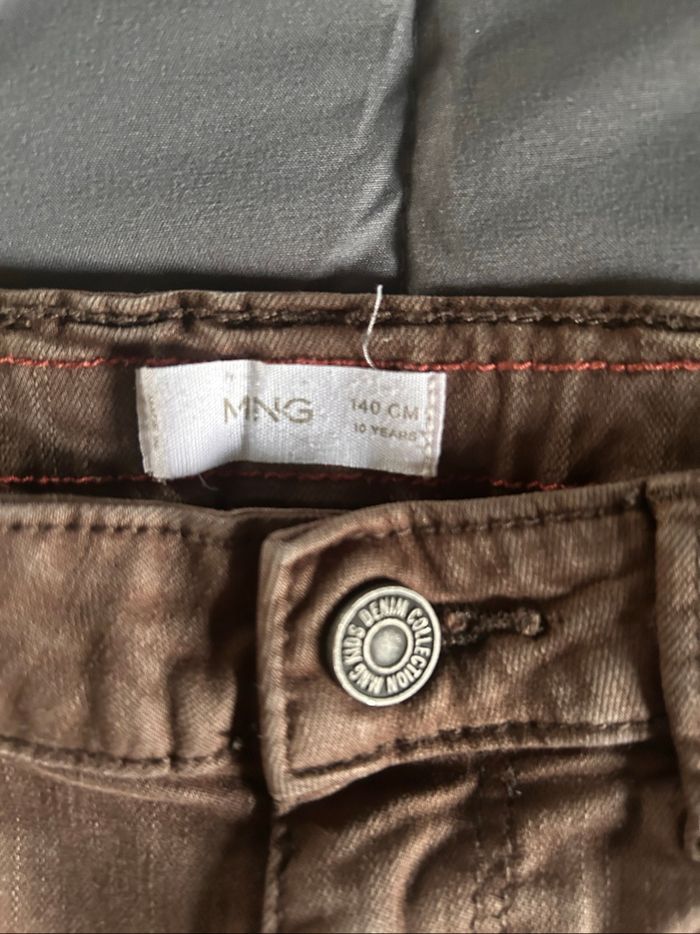 MNG
140 CM
10 YEARS
MNG KIDS DENIM COLLECTION